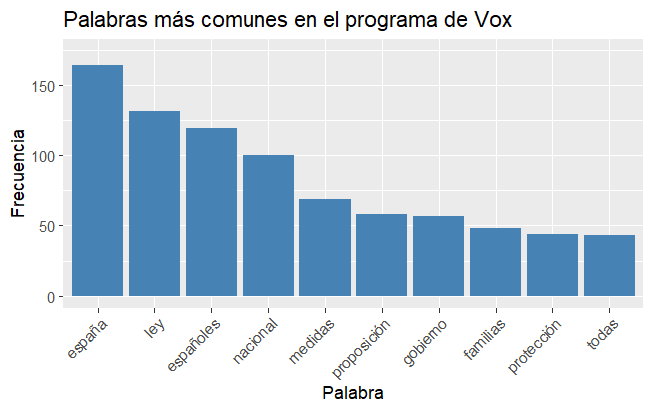 Palabras más comunes en el programa de Vox
Frecuencia
150
100
50
0
españa
ley
españoles
nacional
medidas
proposición
gobierno
familias
protección
todas
Palabra